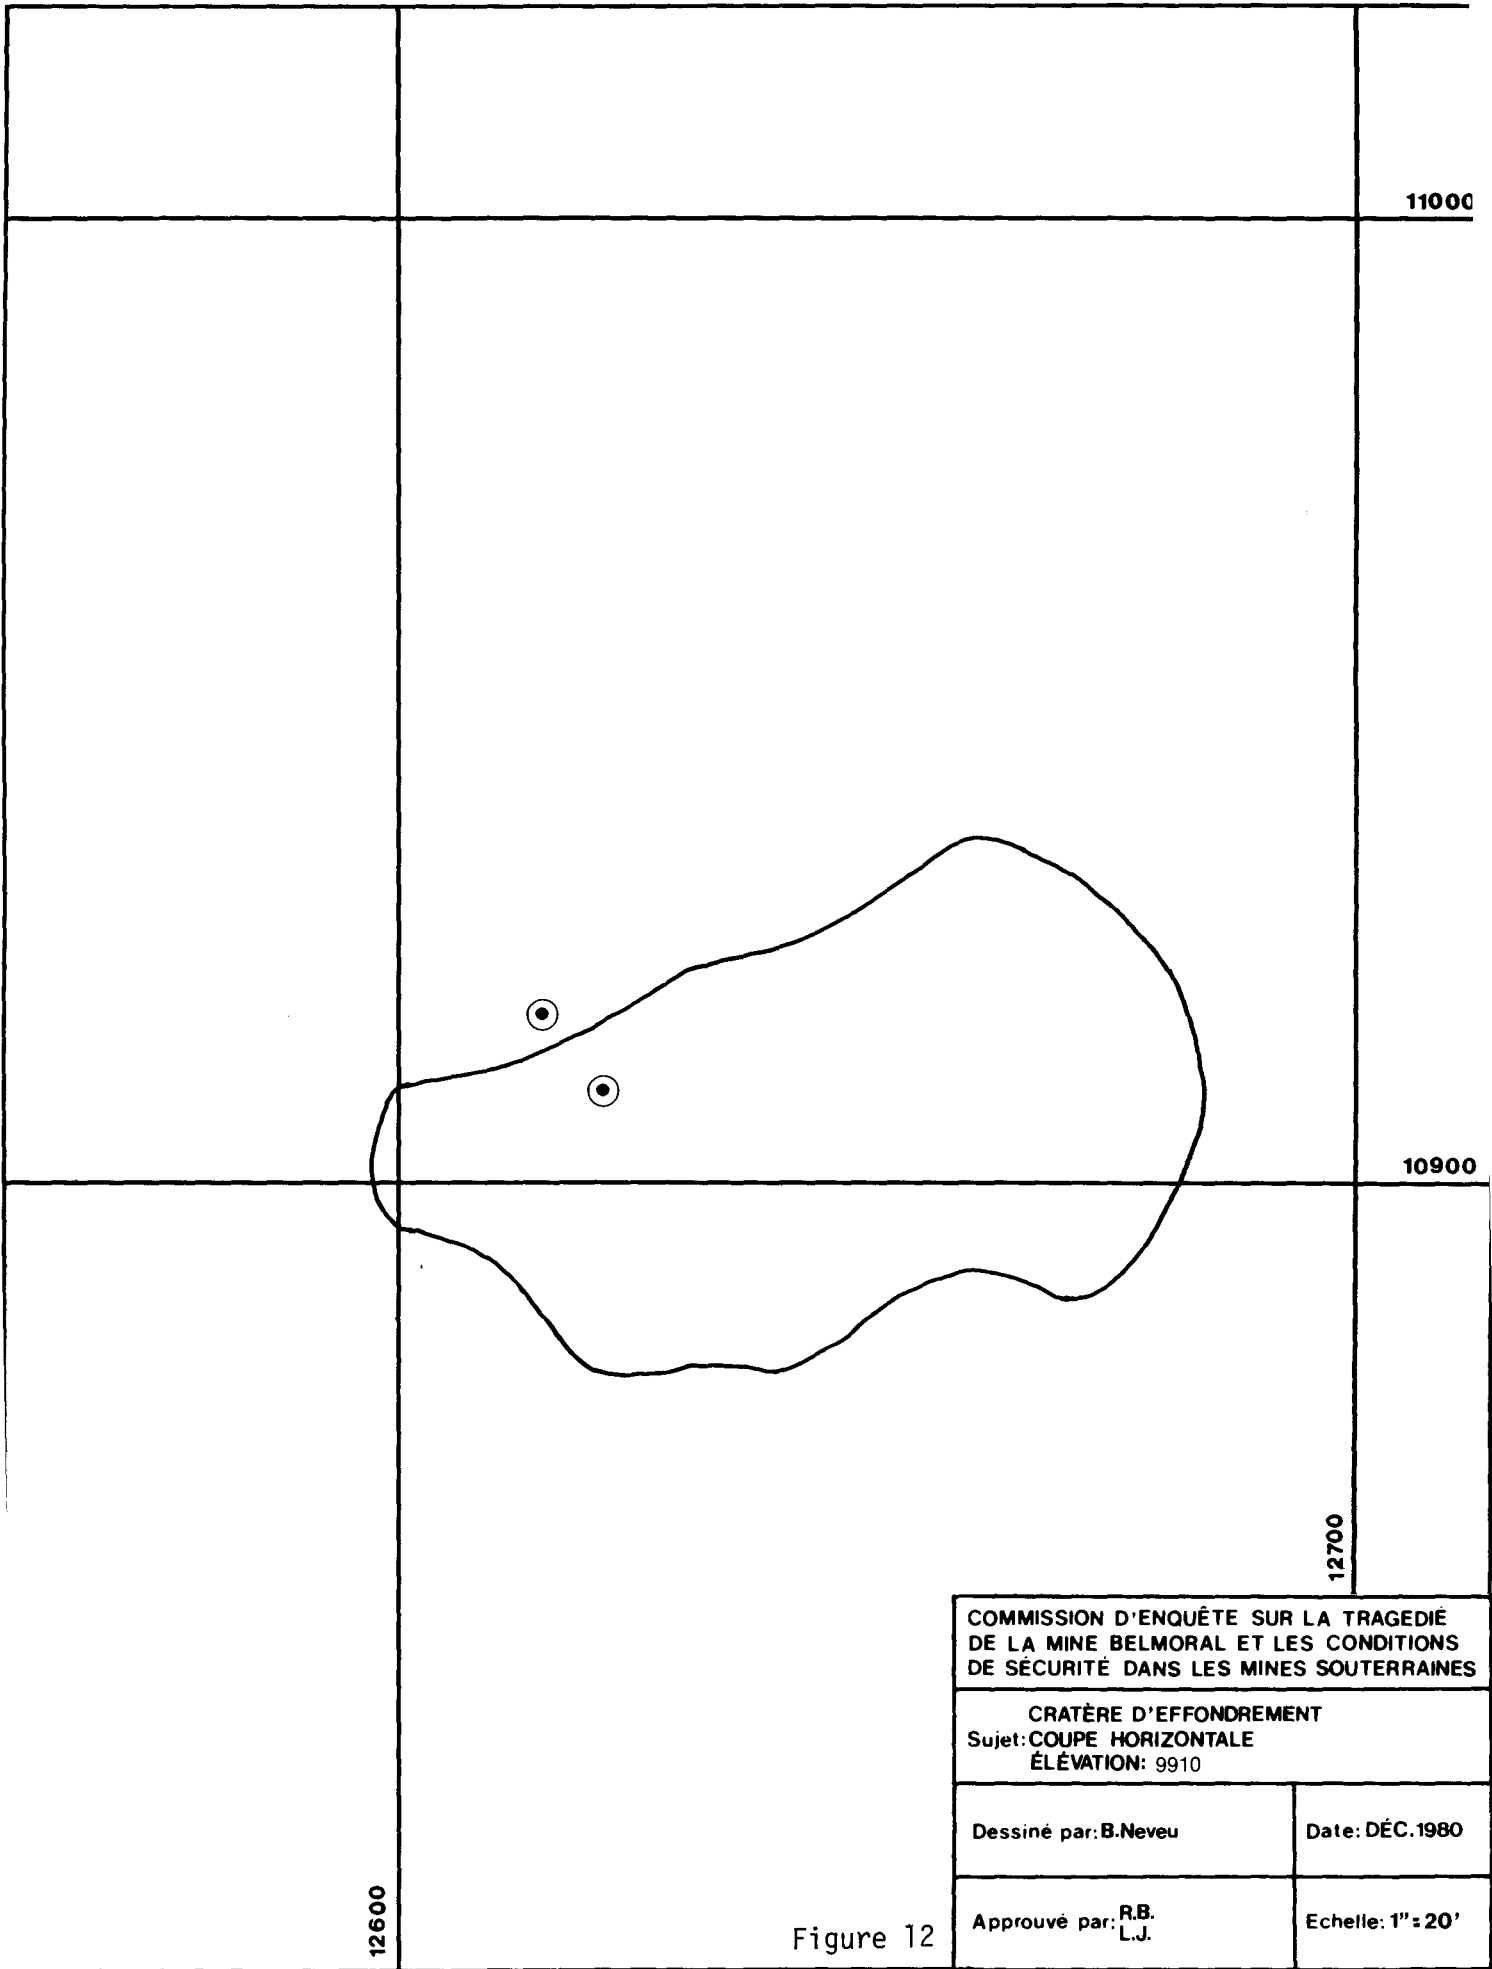 11000
10900
12700
12600
COMMISSION D'ENQUÊTE SUR LA TRAGEDIÉ
DE LA MINE BELMORAL ET LES CONDITIONS
DE SÉCURITÉ DANS LES MINES SOUTERRAINES
CRATÈRE D'EFFONDREMENT
Sujet: COUPE HORIZONTALE
ÉLÉVATION: 9910
Dessiné par: B.Neveu
Date: DÉC.1980
Approuvé par: R.B.
L.J.
Echelle: 1"=20'
Figure 12